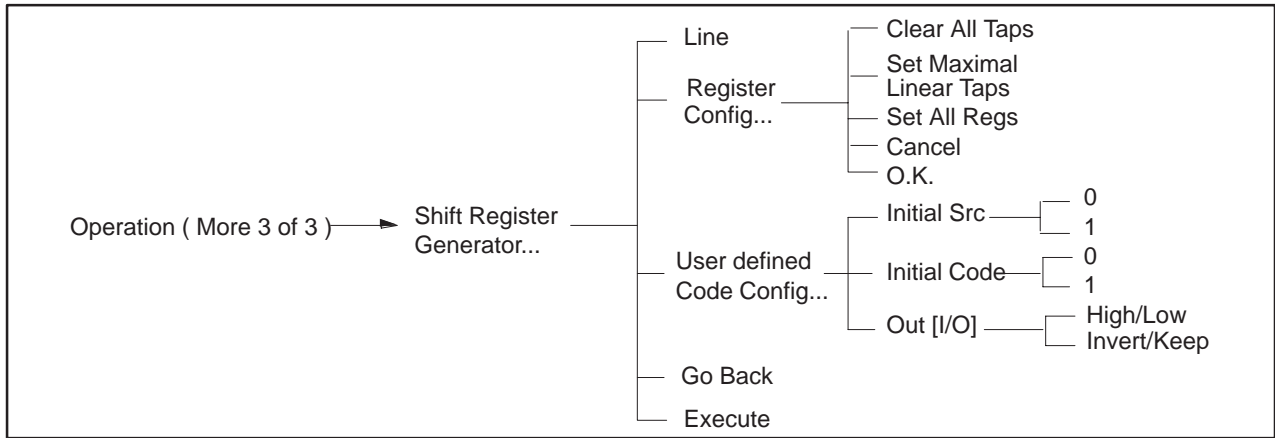 Operation ( More 3 of 3 )
Shift Register
Generator...
Line
Register
Config...
Clear All Taps
Set Maximal
Linear Taps
Set All Regs
Cancel
O.K.
User defined
Code Config...
Initial Src
0
1
Initial Code
0
1
Out [I/O]
High/Low
Invert/Keep
Go Back
Execute